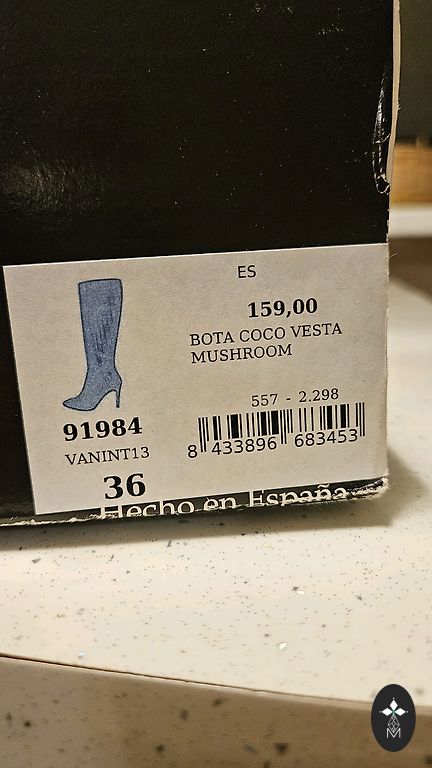 ES
159,00
BOTA COCO VESTA
MUSHROOM
557 - 2.298
8 433896 683453
91984
VANINT13
36
Hecho en España
M